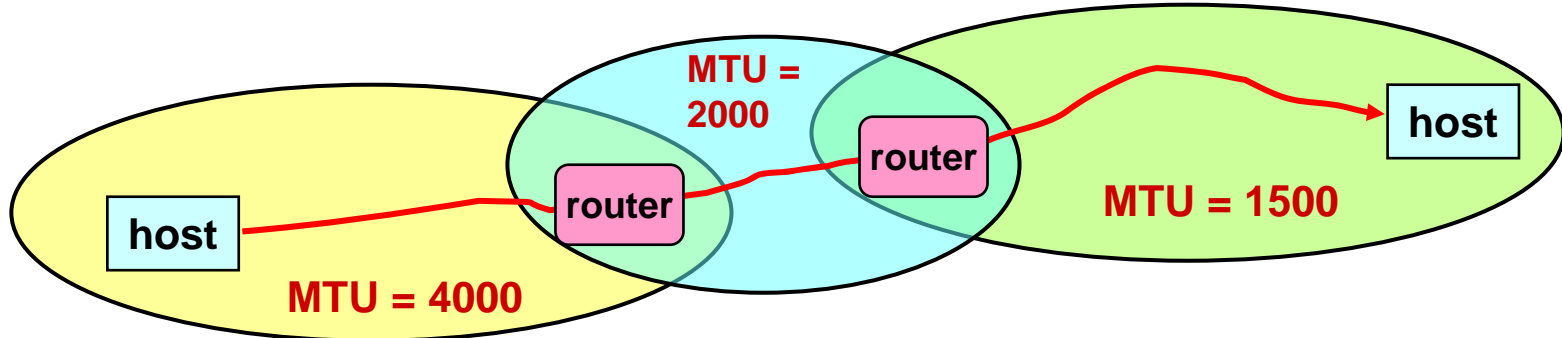 host
MTU = 4000
router
MTU =
2000
router
MTU = 1500
host